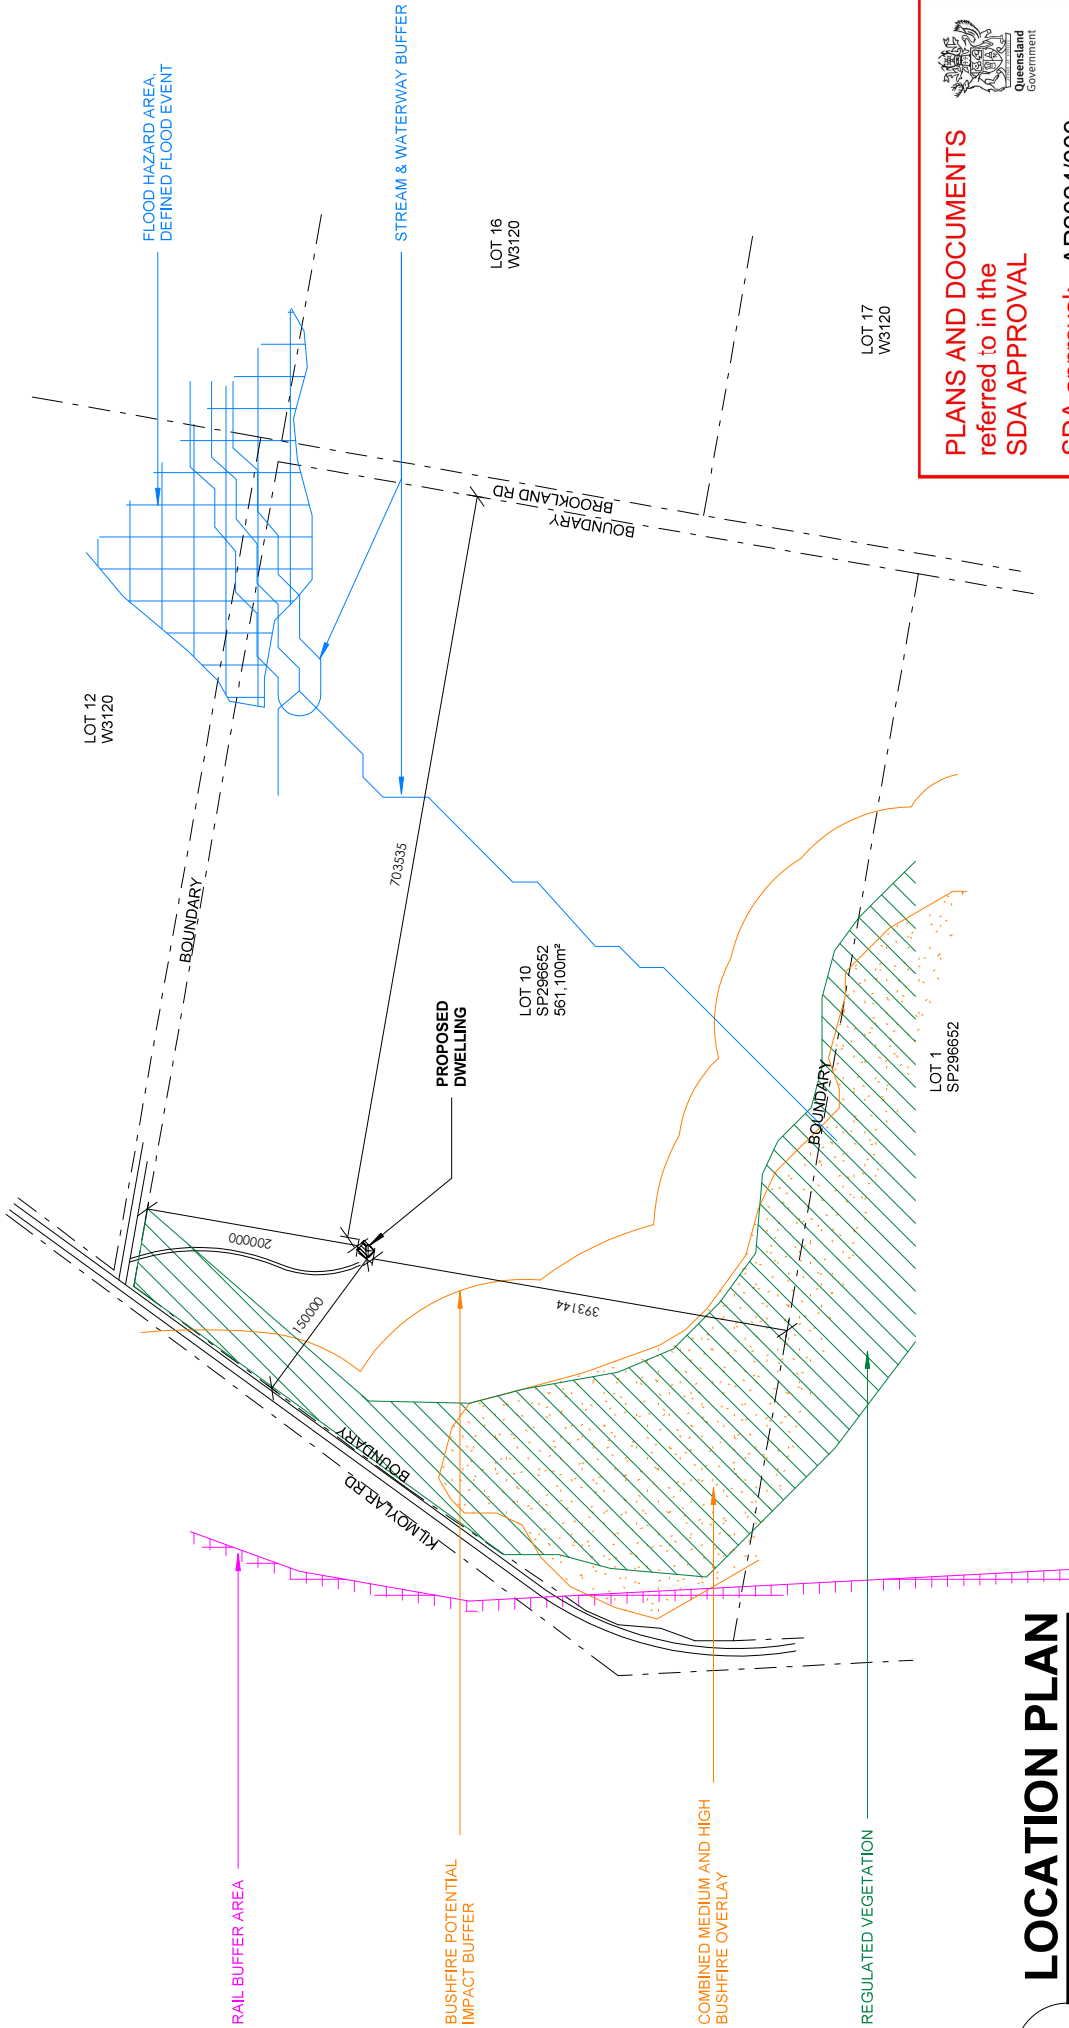 RAIL BUFFER AREA
BUSHFIRE POTENTIAL
IMPACT BUFFER
COMBINED MEDIUM AND HIGH
BUSHFIRE OVERLAY
REGULATED VEGETATION
LOCATION PLAN
KILMOYLAR RD
BOUNDARY
150000
200000
393144
PROPOSED
DWELLING
BOUNDARY
703535
LOT 10
SP296652
561,100m²
BOUNDARY
LOT 1
SP296652
LOT 12
W3120
BOUNDARY
BROOKLAND RD
FLOOD HAZARD AREA,
DEFINED FLOOD EVENT
STREAM & WATERWAY BUFFER
LOT 16
W3120
LOT 17
W3120
PLANS AND DOCUMENTS
referred to in the
SDA APPROVAL
Queensland
Government